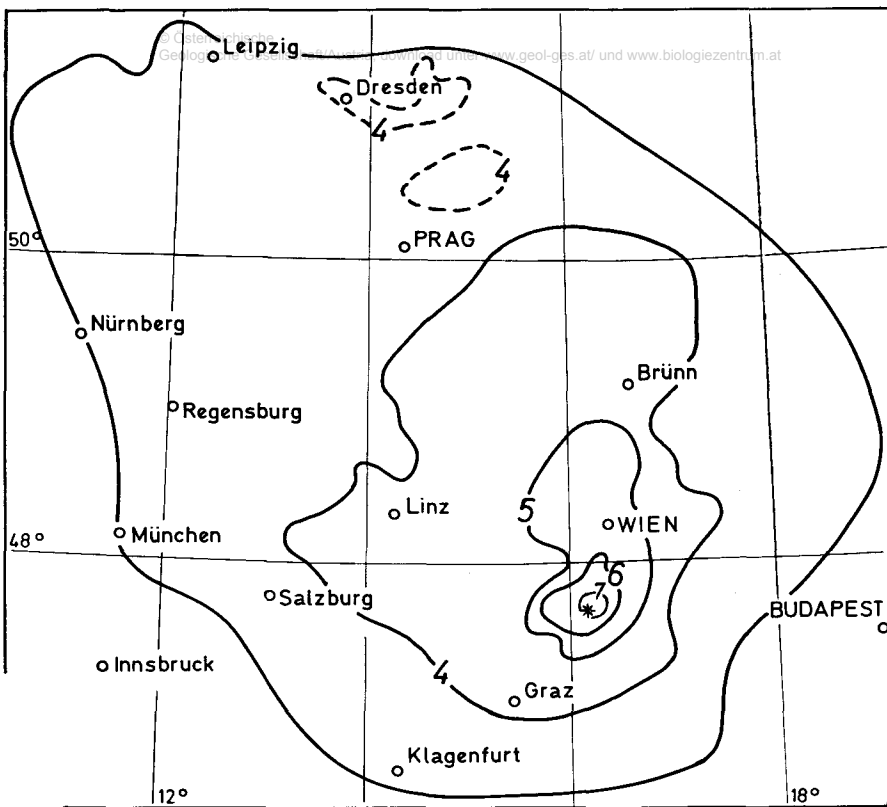 © Österreichische
Geologische Gesellschaft/Austria; download unter www.geol-ges.at/ und www.biologiezentrum.at
Leipzig
Dresden
4
4
50°
PRAG
Nürnberg
Brünn
Regensburg
5
Linz
WIEN
48°
München
6
7
Salzburg
BUDAPEST
Innsbruck
4
Graz
Klagenfurt
12°
18°